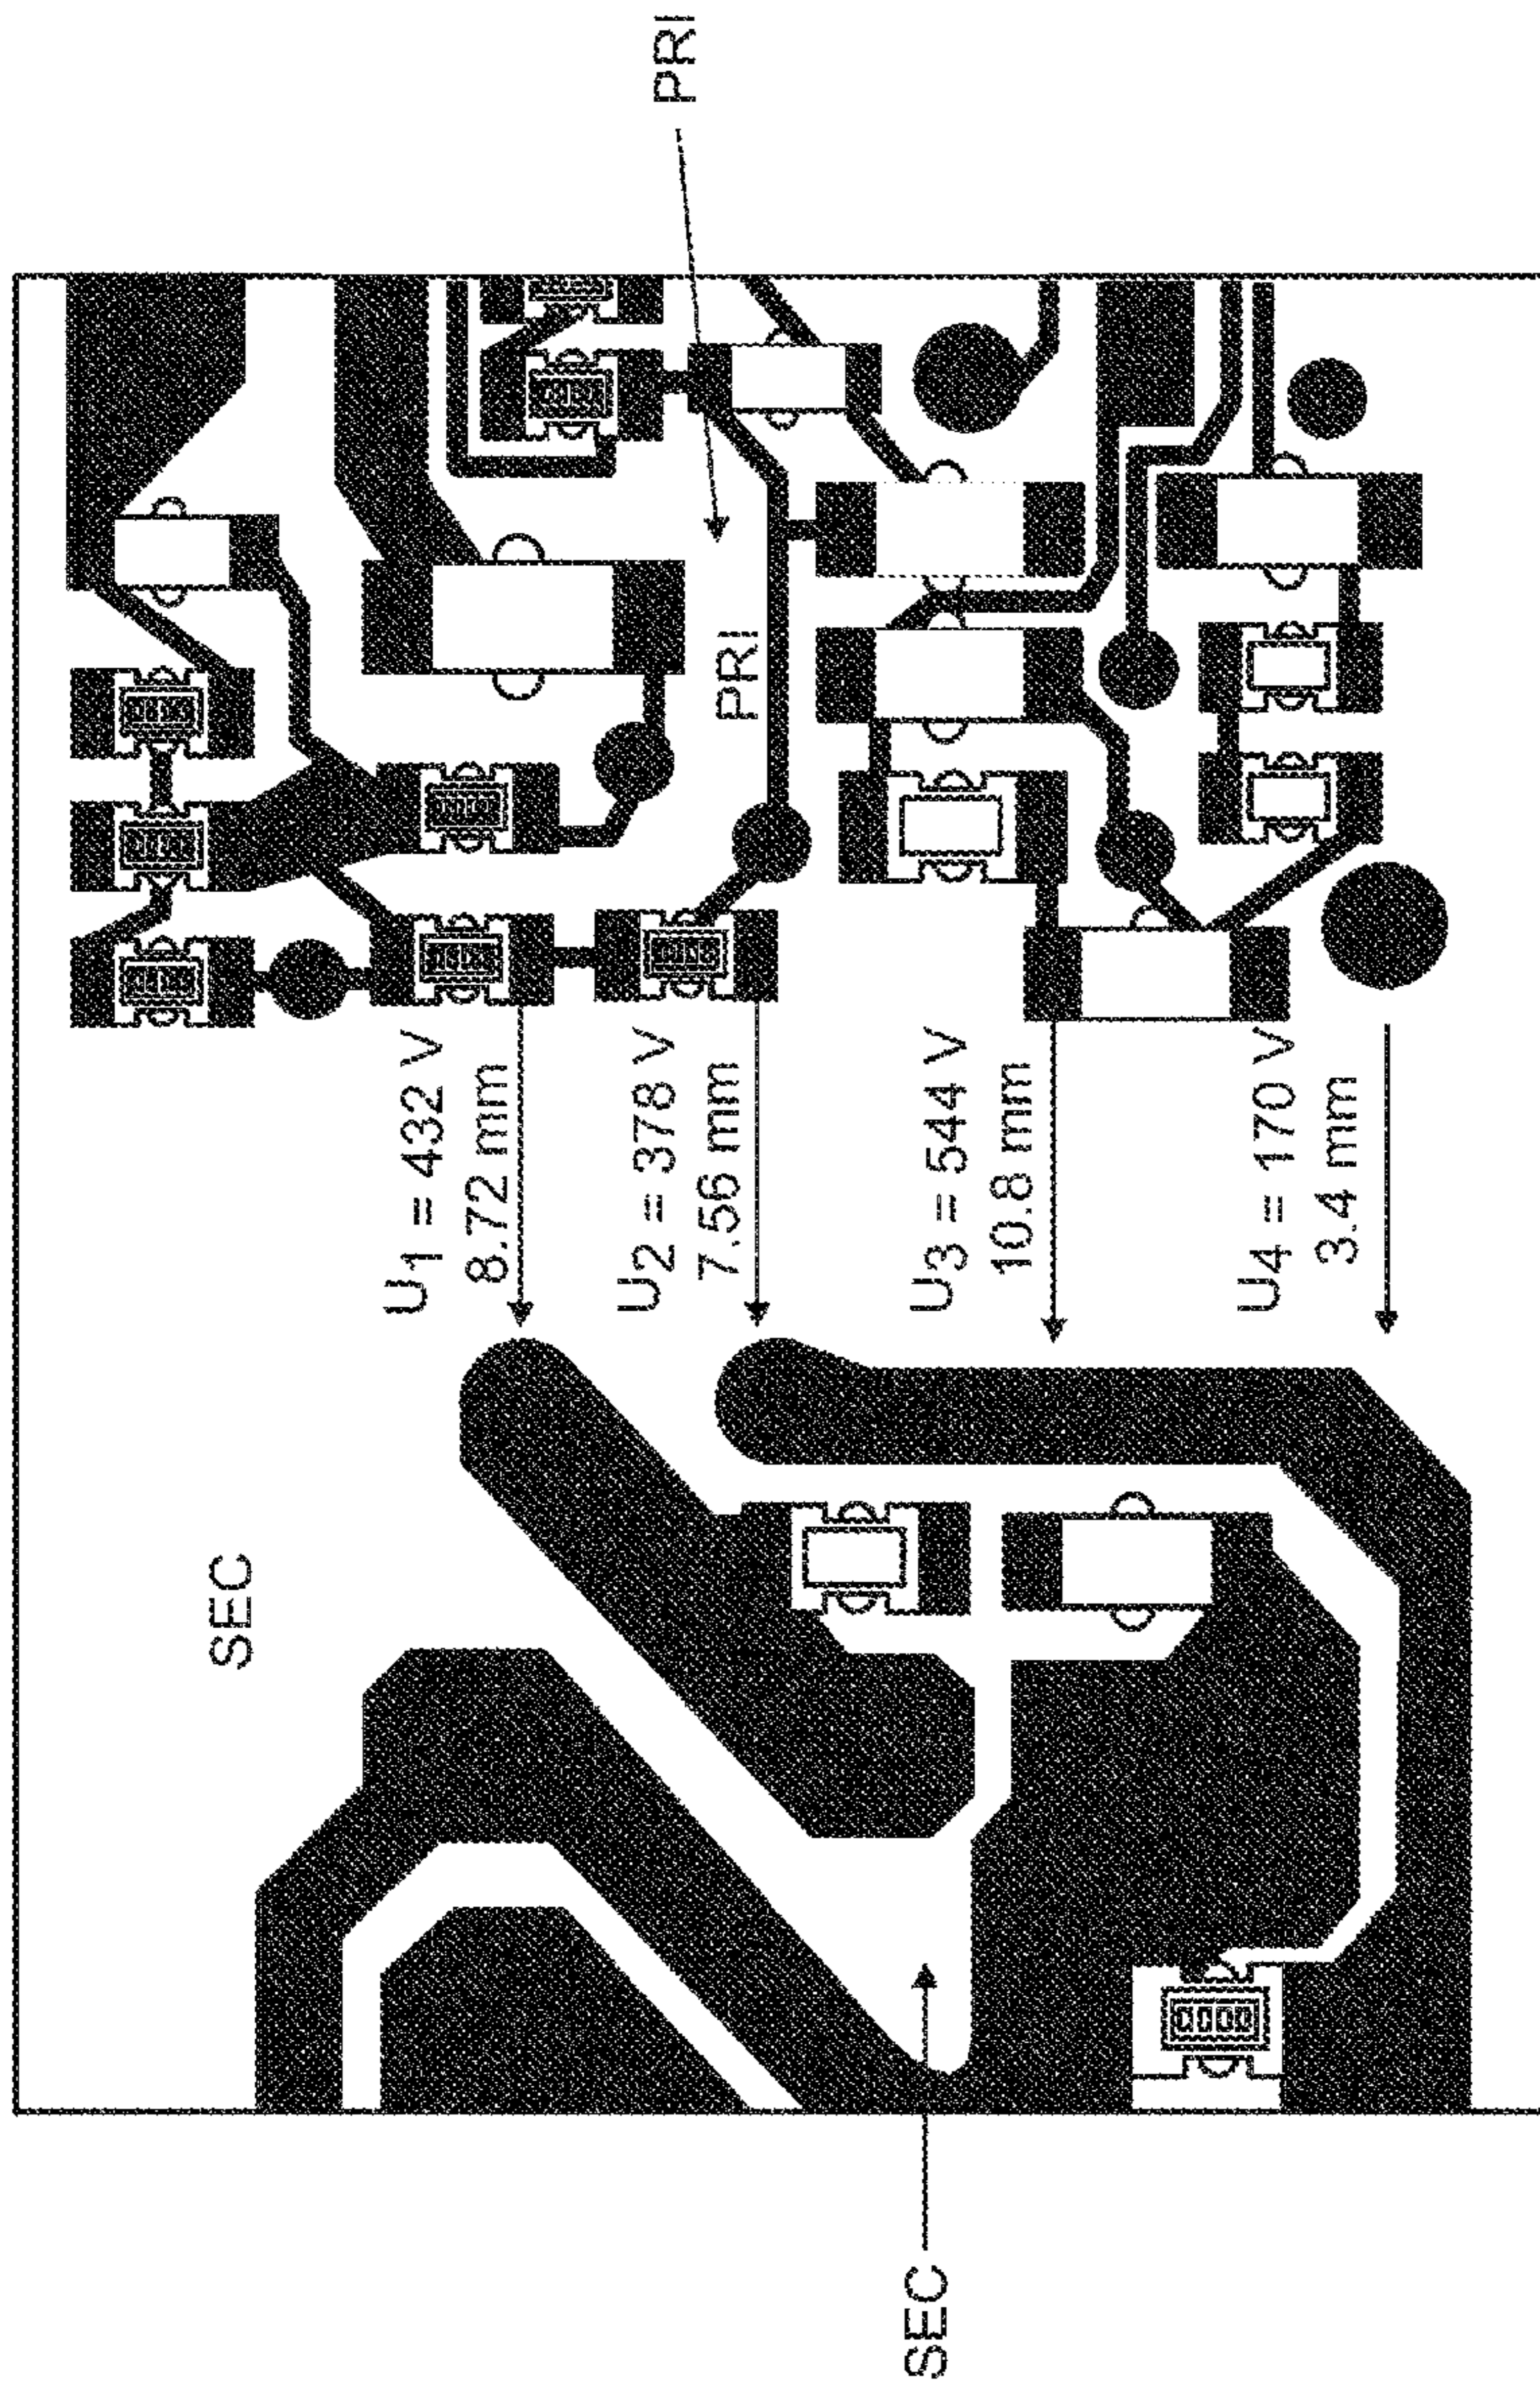 SEC
SEC
U1 = 432 V
8.72 mm
U2 = 378 V
7.56 mm
U3 = 544 V
10.8 mm
U4 = 170 V
3.4 mm
PRI
PRI